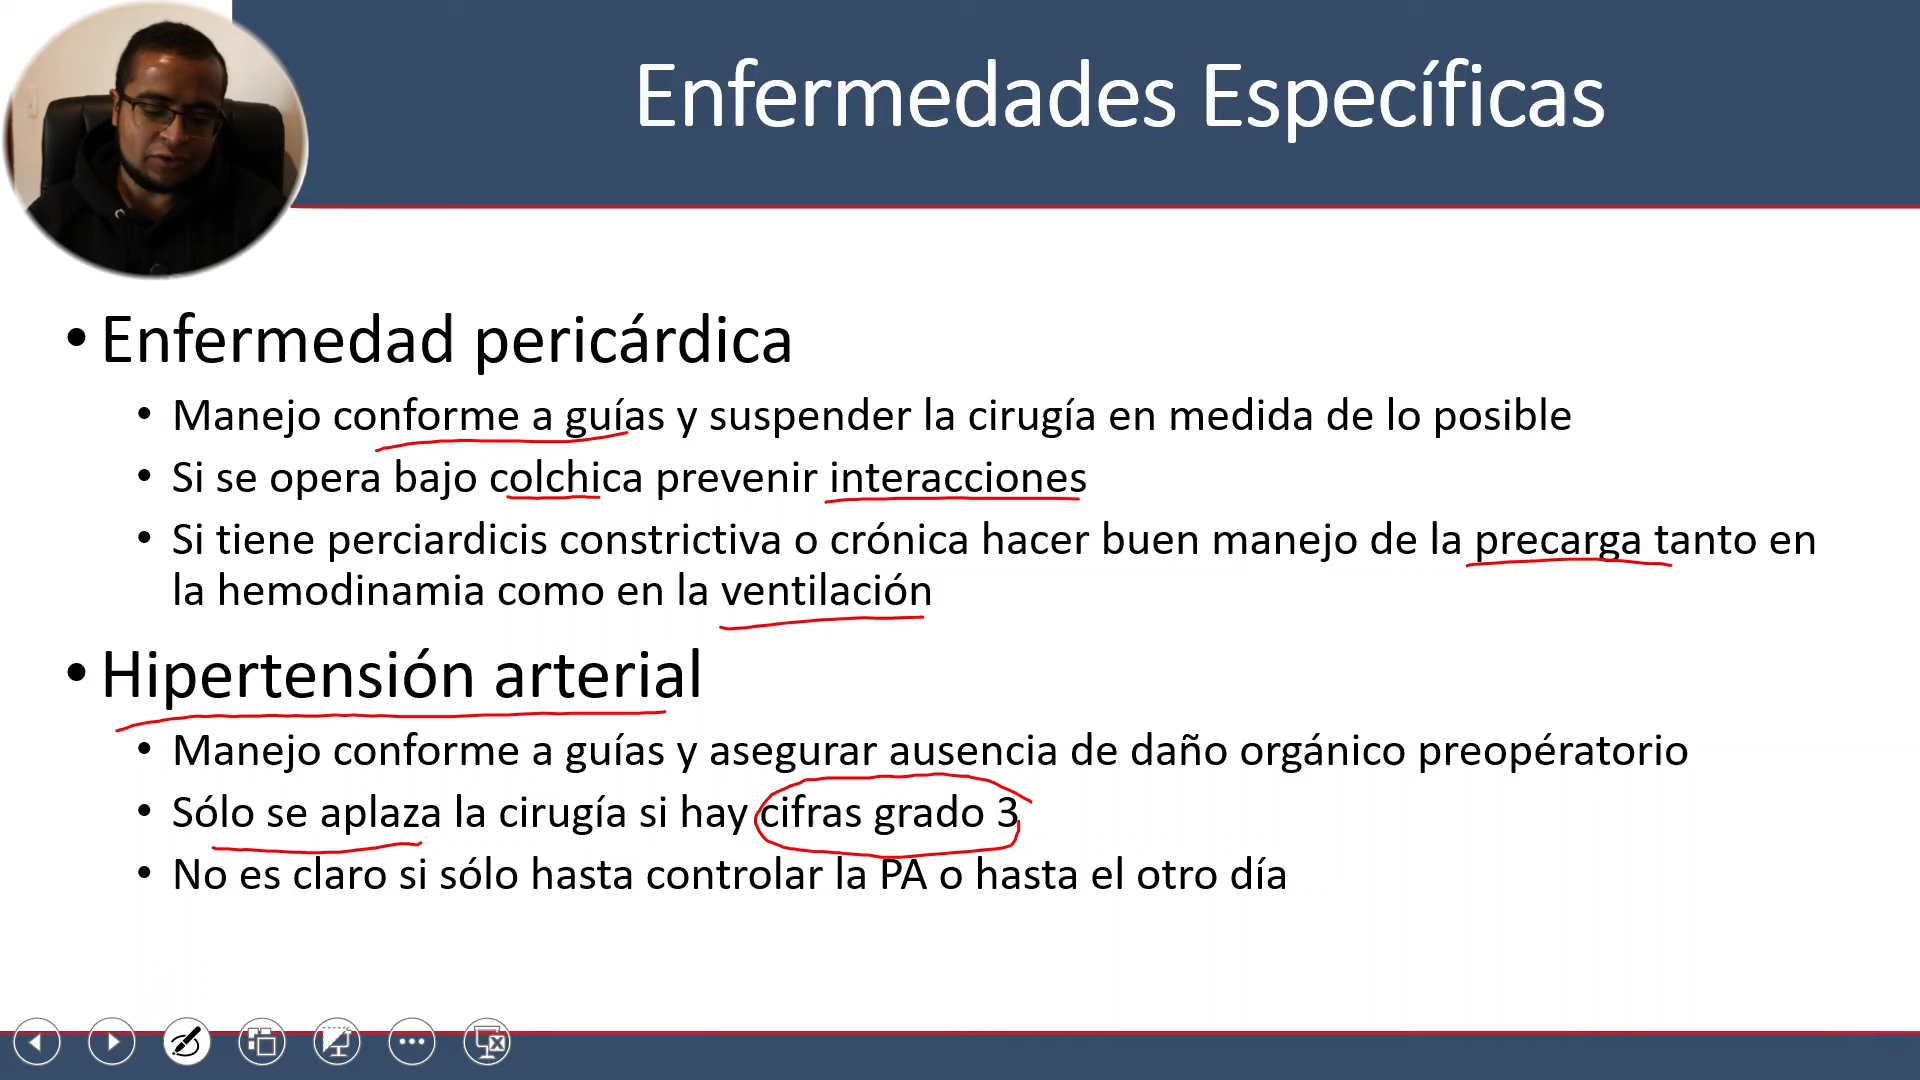 Enfermedades Específicas
• Enfermedad pericárdica
• Manejo conforme a guías y suspender la cirugía en medida de lo posible
• Si se opera bajo colchica prevenir interacciones
• Si tiene perciardicis constrictiva o crónica hacer buen manejo de la precarga tanto en
la hemodinamia como en la ventilación
• Hipertensión arterial
• Manejo conforme a guías y asegurar ausencia de daño orgánico preopératorio
• Sólo se aplaza la cirugía si hay cifras grado 3
• No es claro si sólo hasta controlar la PA o hasta el otro día